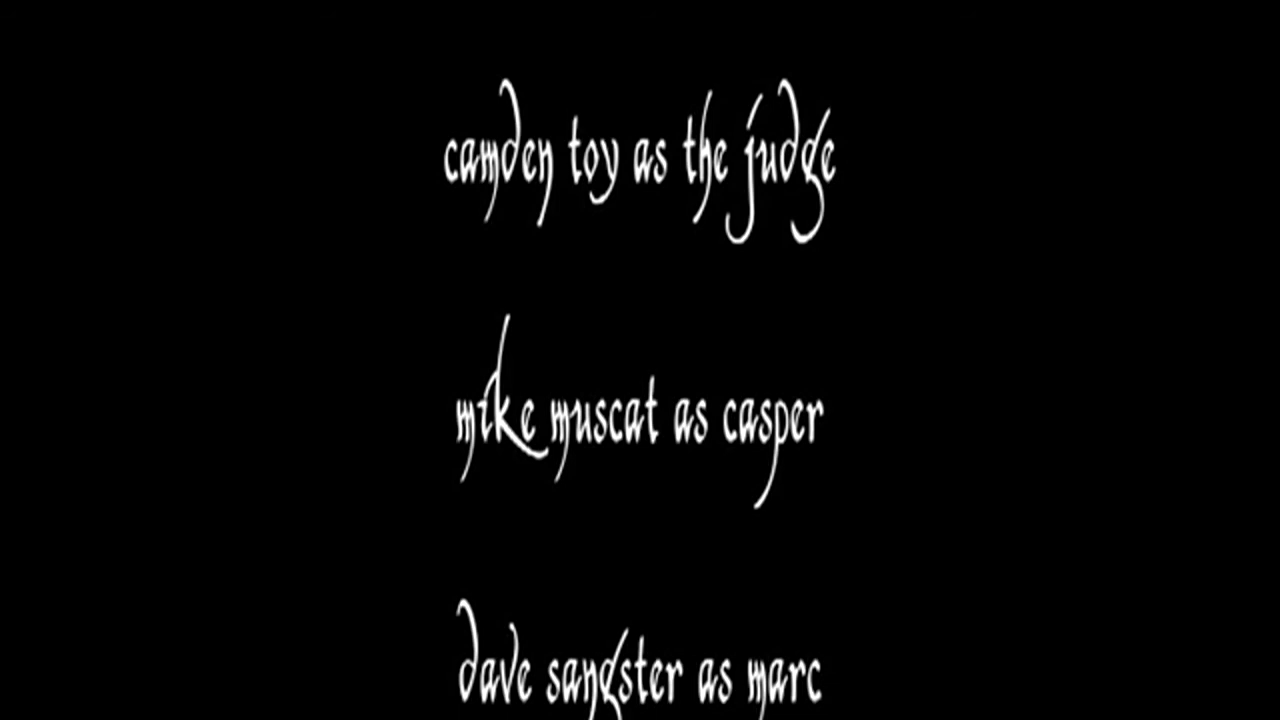 camden toy as the judge
mike muscat as casper
dave sangster as marc